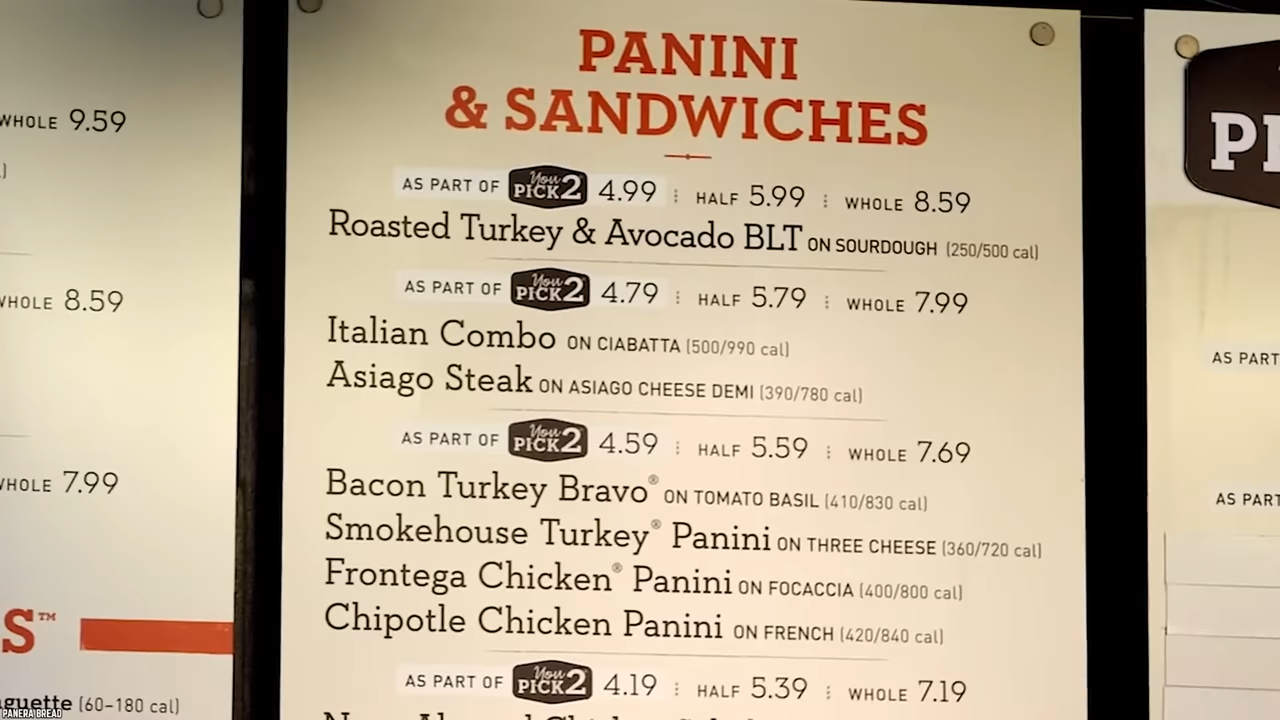 WHOLE 9.59
WHOLE 8.59
WHOLE 7.99
S™
(60–180 cal)
PANERA BREAD
PANINI
& SANDWICHES
AS PART OF You PICK 2 4.99 HALF 5.99 WHOLE 8.59
Roasted Turkey & Avocado BLT ON SOURDOUGH (250/500 cal)
AS PART OF You PICK 2 4.79 HALF 5.79 WHOLE 7.99
Italian Combo ON CIABATTA (500/990 cal)
Asiago Steak ON ASIAGO CHEESE DEMI (390/780 cal)
AS PART OF You PICK 2 4.59 HALF 5.59 WHOLE 7.69
Bacon Turkey Bravo® ON TOMATO BASIL (410/830 cal)
Smokehouse Turkey® Panini ON THREE CHEESE (360/720 cal)
Frontega Chicken® Panini ON FOCACCIA (400/800 cal)
Chipotle Chicken Panini ON FRENCH (420/840 cal)
AS PART OF You PICK 2 4.19 HALF 5.39 WHOLE 7.19
AS PART
AS PART